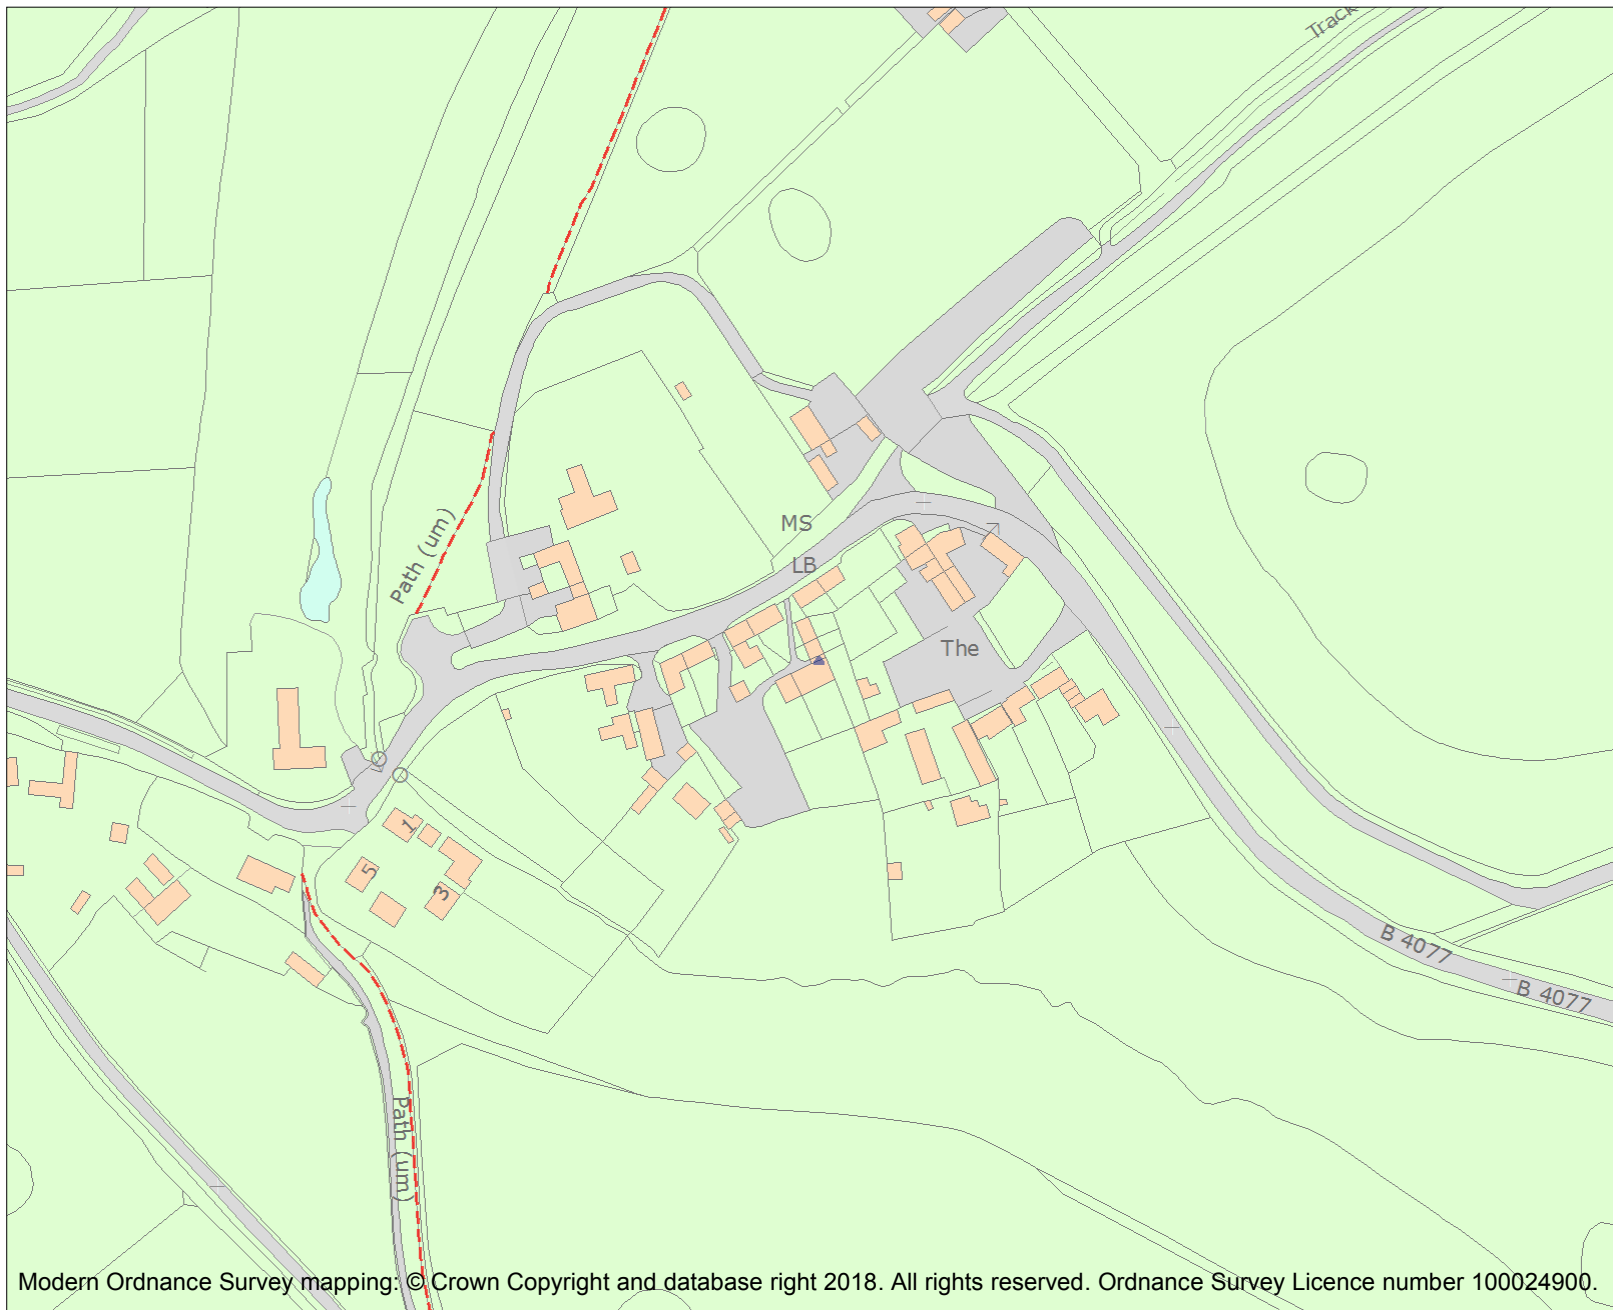 Track
Path (um)
MS
LB
The
1
5
3
B 4077
B 4077
Path (um)
Modern Ordnance Survey mapping: © Crown Copyright and database right 2018. All rights reserved. Ordnance Survey Licence number 100024900.